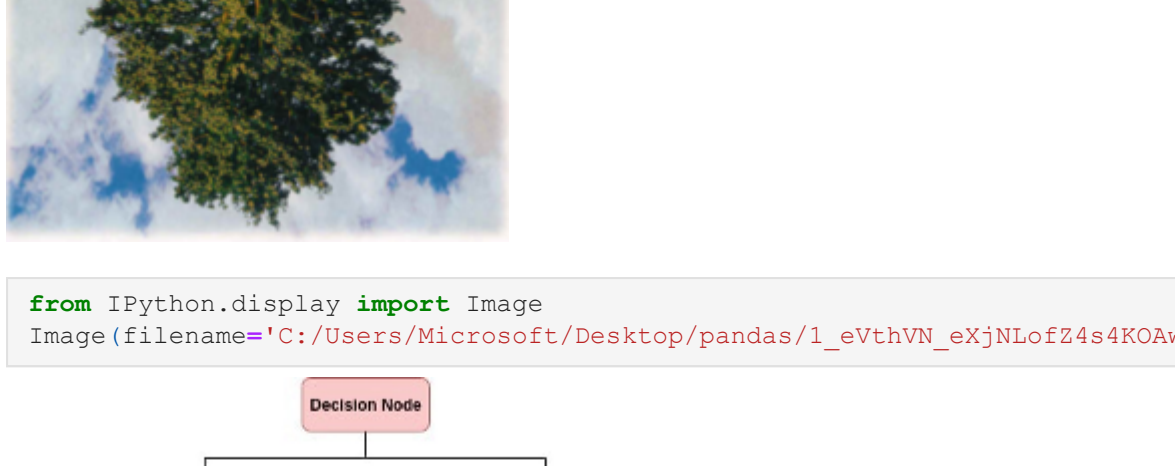 from IPython.display import Image
Image(filename='C:/Users/Microsoft/Desktop/pandas/1_eVthVN_eXjNLofZ4s4KOAw
Decision Node